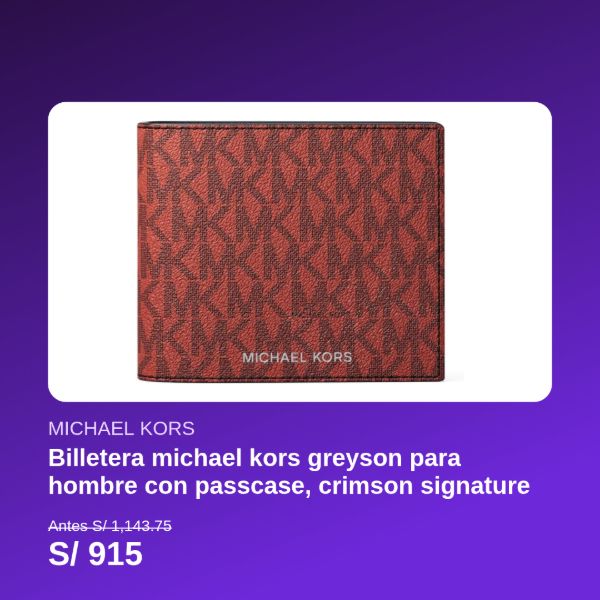 MICHAEL KORS
MICHAEL KORS
Billetera michael kors greyson para
hombre con passcase, crimson signature
Antes S/ 1,143.75
S/ 915